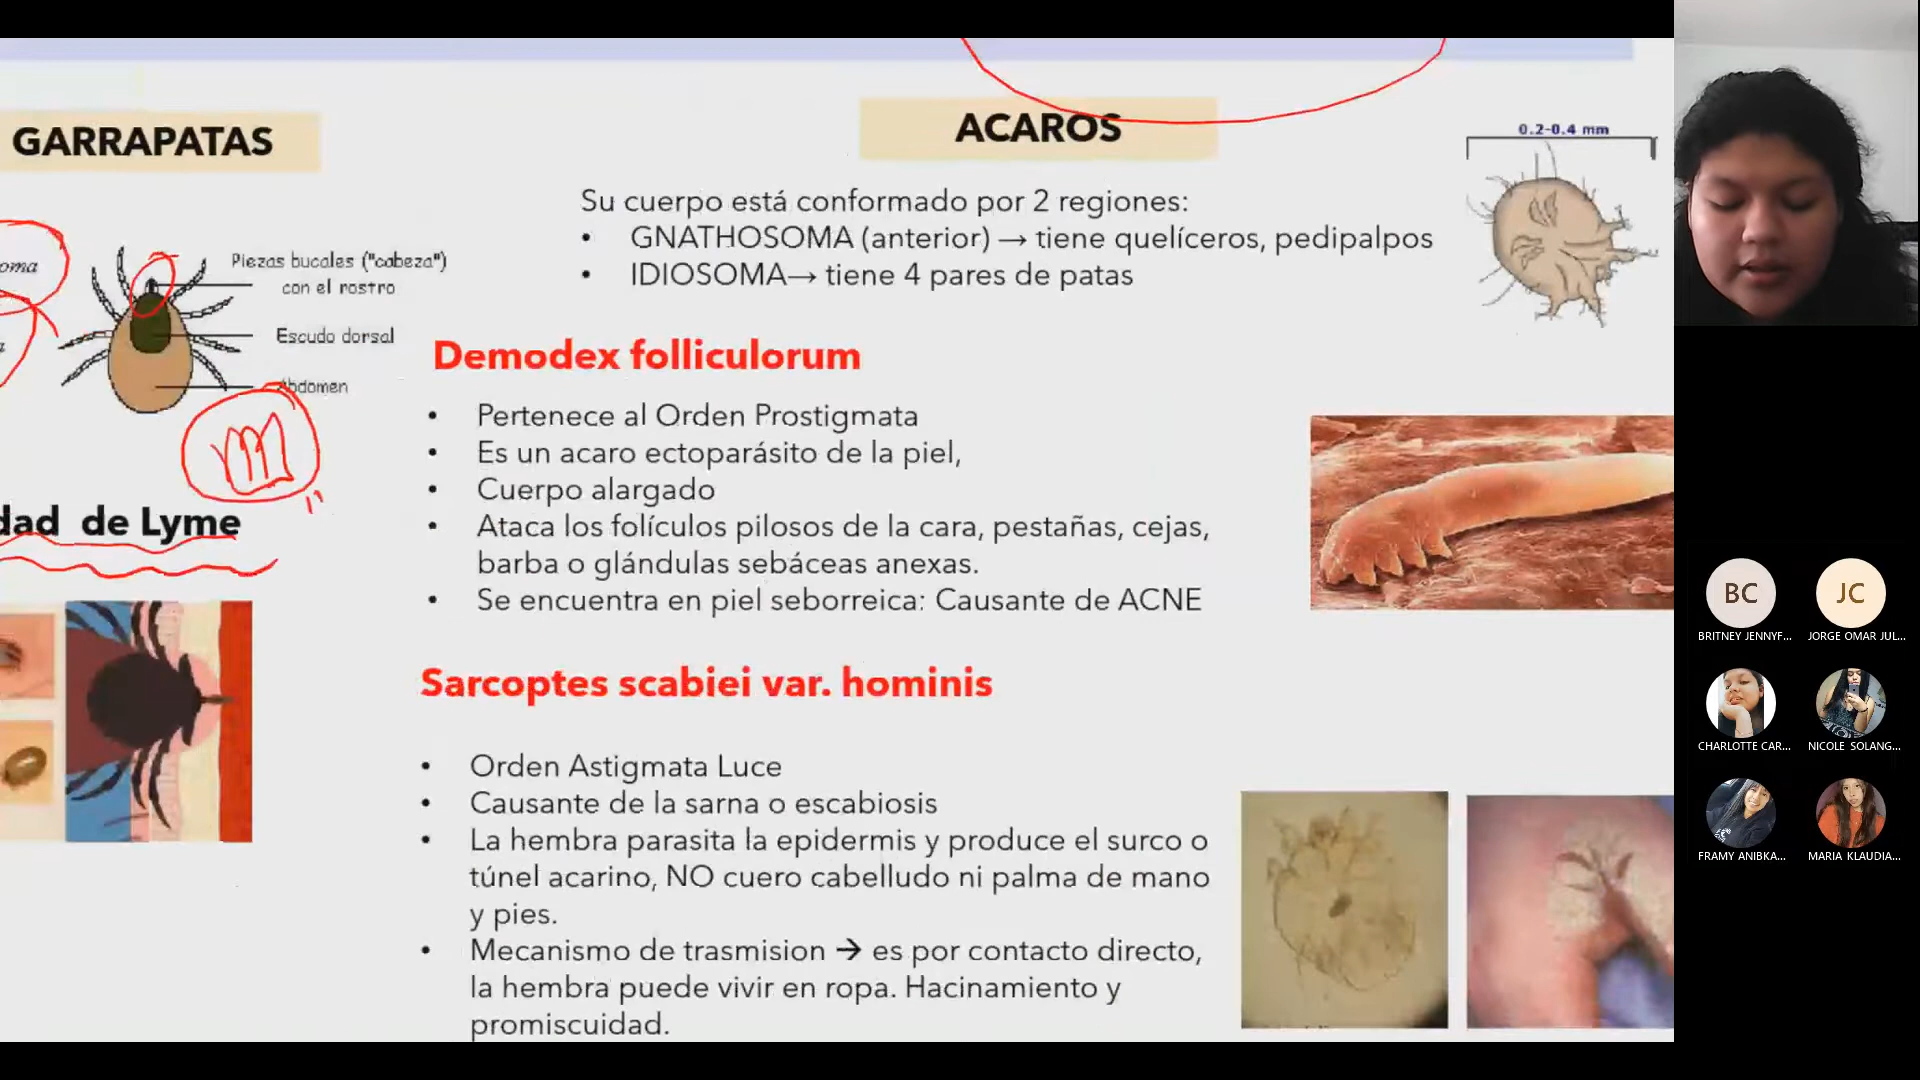 GARRAPATAS
oma
Piezas bucales ("cabeza")
con el rostro
Escudo dorsal
Abdomen
dad de Lyme
ACAROS
0.2-0.4 mm
Su cuerpo está conformado por 2 regiones:
• GNATHOSOMA (anterior) → tiene quelíceros, pedipalpos
• IDIOSOMA→ tiene 4 pares de patas
Demodex folliculorum
• Pertenece al Orden Prostigmata
• Es un acaro ectoparásito de la piel,
• Cuerpo alargado
• Ataca los folículos pilosos de la cara, pestañas, cejas,
barba o glándulas sebáceas anexas.
• Se encuentra en piel seborreica: Causante de ACNE
Sarcoptes scabiei var. hominis
• Orden Astigmata Luce
• Causante de la sarna o escabiosis
• La hembra parasita la epidermis y produce el surco o
túnel acarino, NO cuero cabelludo ni palma de mano
y pies.
• Mecanismo de trasmision → es por contacto directo,
la hembra puede vivir en ropa. Hacinamiento y
promiscuidad.
BC
JC
BRITNEY JENNYF...
JORGE OMAR JUL...
CHARLOTTE CAR...
NICOLE SOLANG...
FRAMY ANIBKA...
MARIA KLAUDIA...